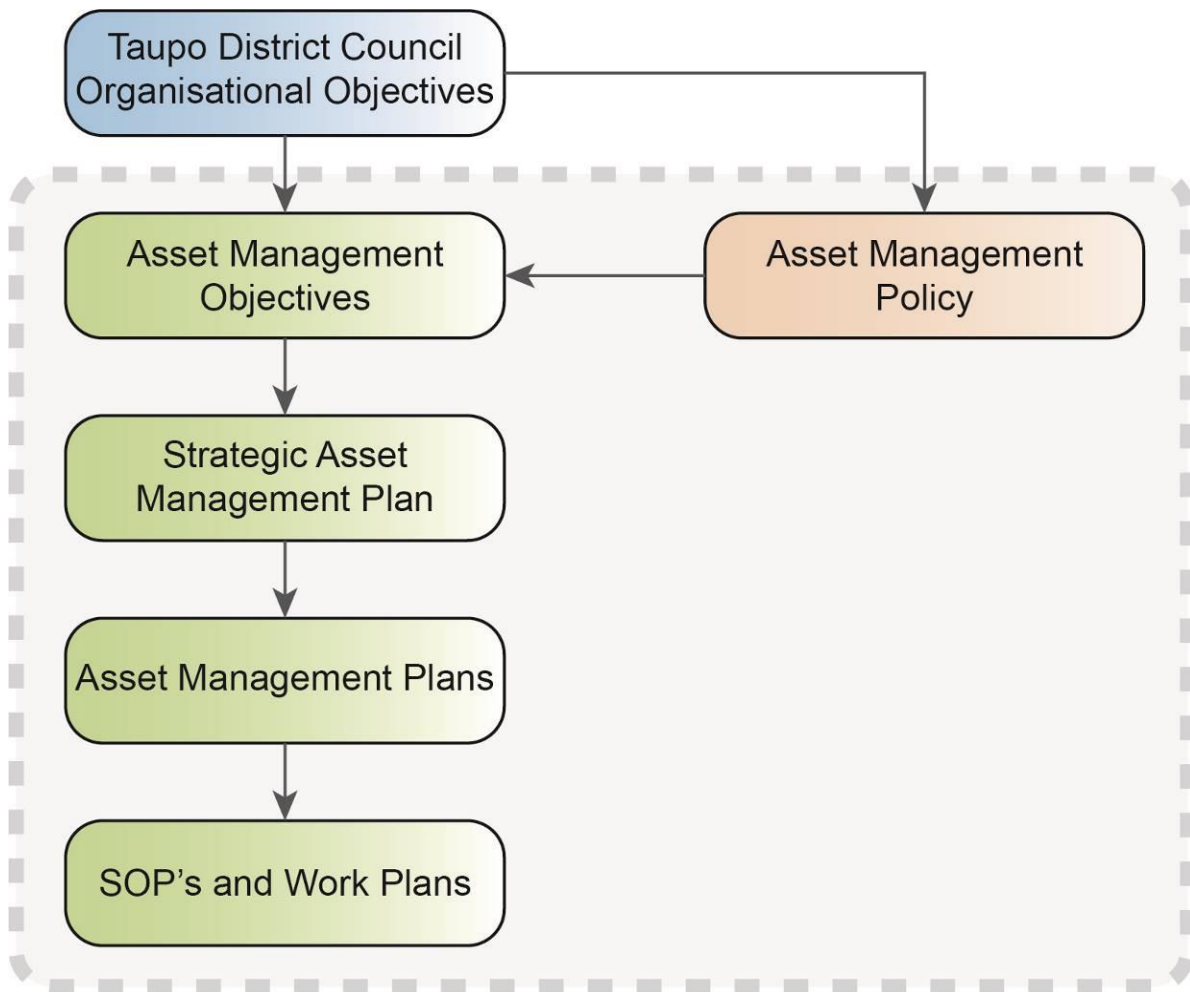 Taupo District Council
Organisational Objectives
Asset Management
Objectives
Asset Management
Policy
Strategic Asset
Management Plan
Asset Management Plans
SOP’s and Work Plans